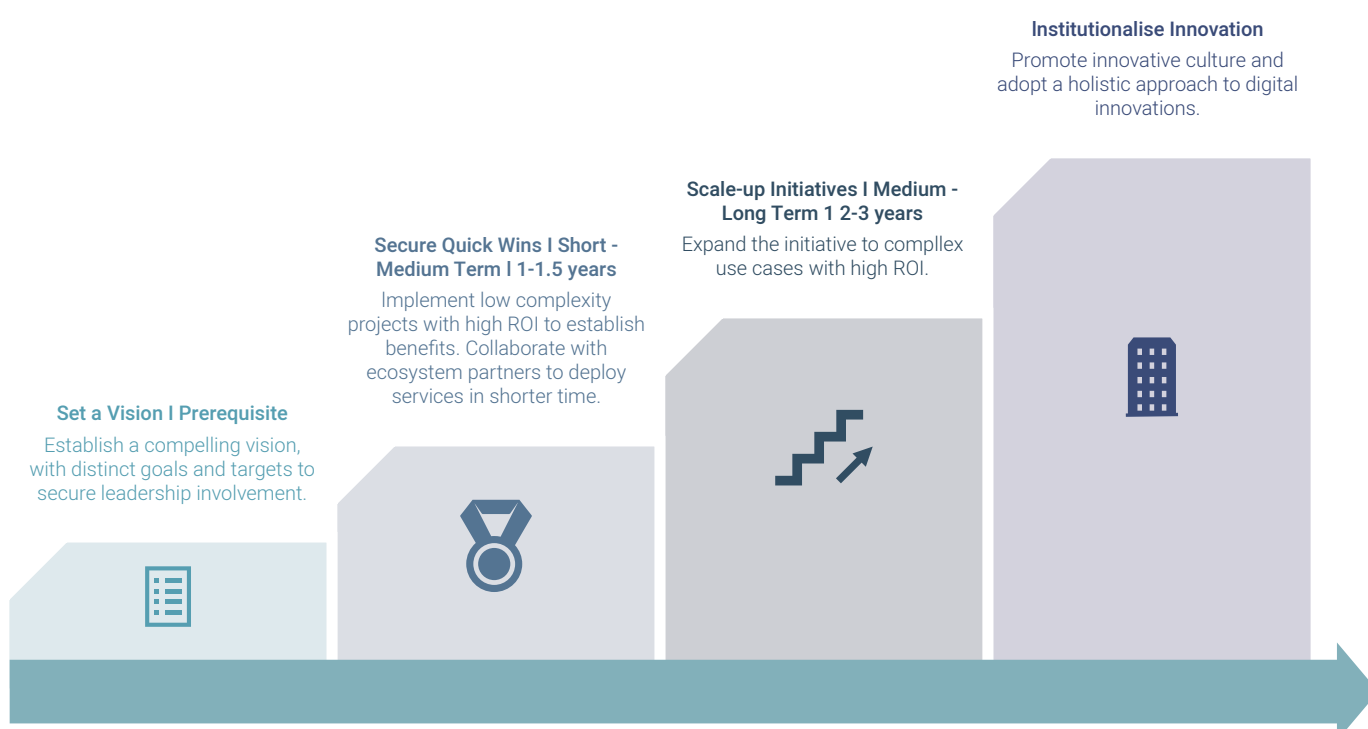 Institutionalise Innovation
Promote innovative culture and
adopt a holistic approach to digital
innovations.
Scale-up Initiatives I Medium -
Long Term 1 2-3 years
Expand the initiative to compllex
use cases with high ROI.
Secure Quick Wins I Short -
Medium Term l 1-1.5 years
Implement low complexity
projects with high ROI to establish
benefits. Collaborate with
ecosystem partners to deploy
services in shorter time.
Set a Vision I Prerequisite
Establish a compelling vision,
with distinct goals and targets to
secure leadership involvement.